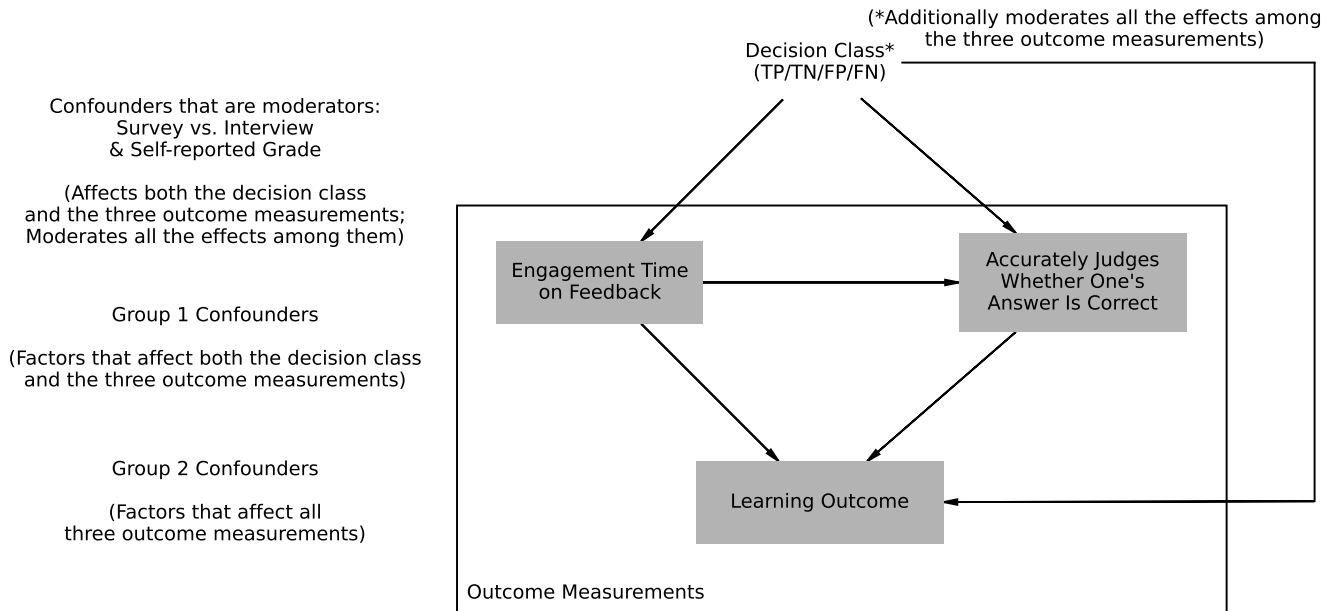 (*Additionally moderates all the effects among
the three outcome measurements)
Decision Class*
(TP/TN/FP/FN)
Confounders that are moderators:
Survey vs. Interview
& Self-reported Grade
(Affects both the decision class
and the three outcome measurements;
Moderates all the effects among them)
Group 1 Confounders
(Factors that affect both the decision class
and the three outcome measurements)
Group 2 Confounders
(Factors that affect all
three outcome measurements)
Engagement Time
on Feedback
Accurately Judges
Whether One's
Answer Is Correct
Learning Outcome
Outcome Measurements